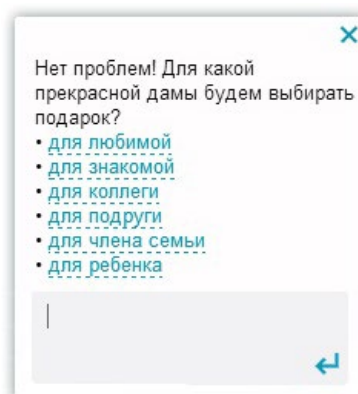 Нет проблем! Для какой
прекрасной дамы будем выбирать
подарок?
• для любимой
• для знакомой
• для коллеги
• для подруги
• для члена семьи
• для ребенка